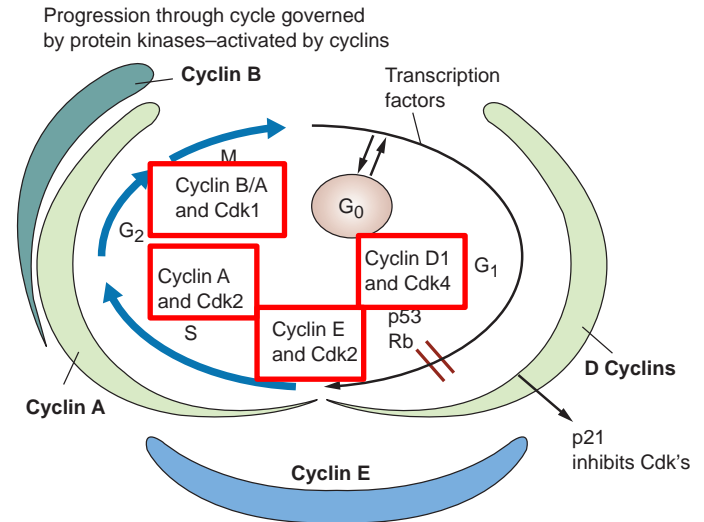 Progression through cycle governed
by protein kinases–activated by cyclins
Cyclin B
Transcription
factors
M
Cyclin B/A
and Cdk1
G0
G2
Cyclin D1
and Cdk4
G1
Cyclin A
and Cdk2
p53
Rb
S
Cyclin E
and Cdk2
D Cyclins
Cyclin A
p21
inhibits Cdk's
Cyclin E